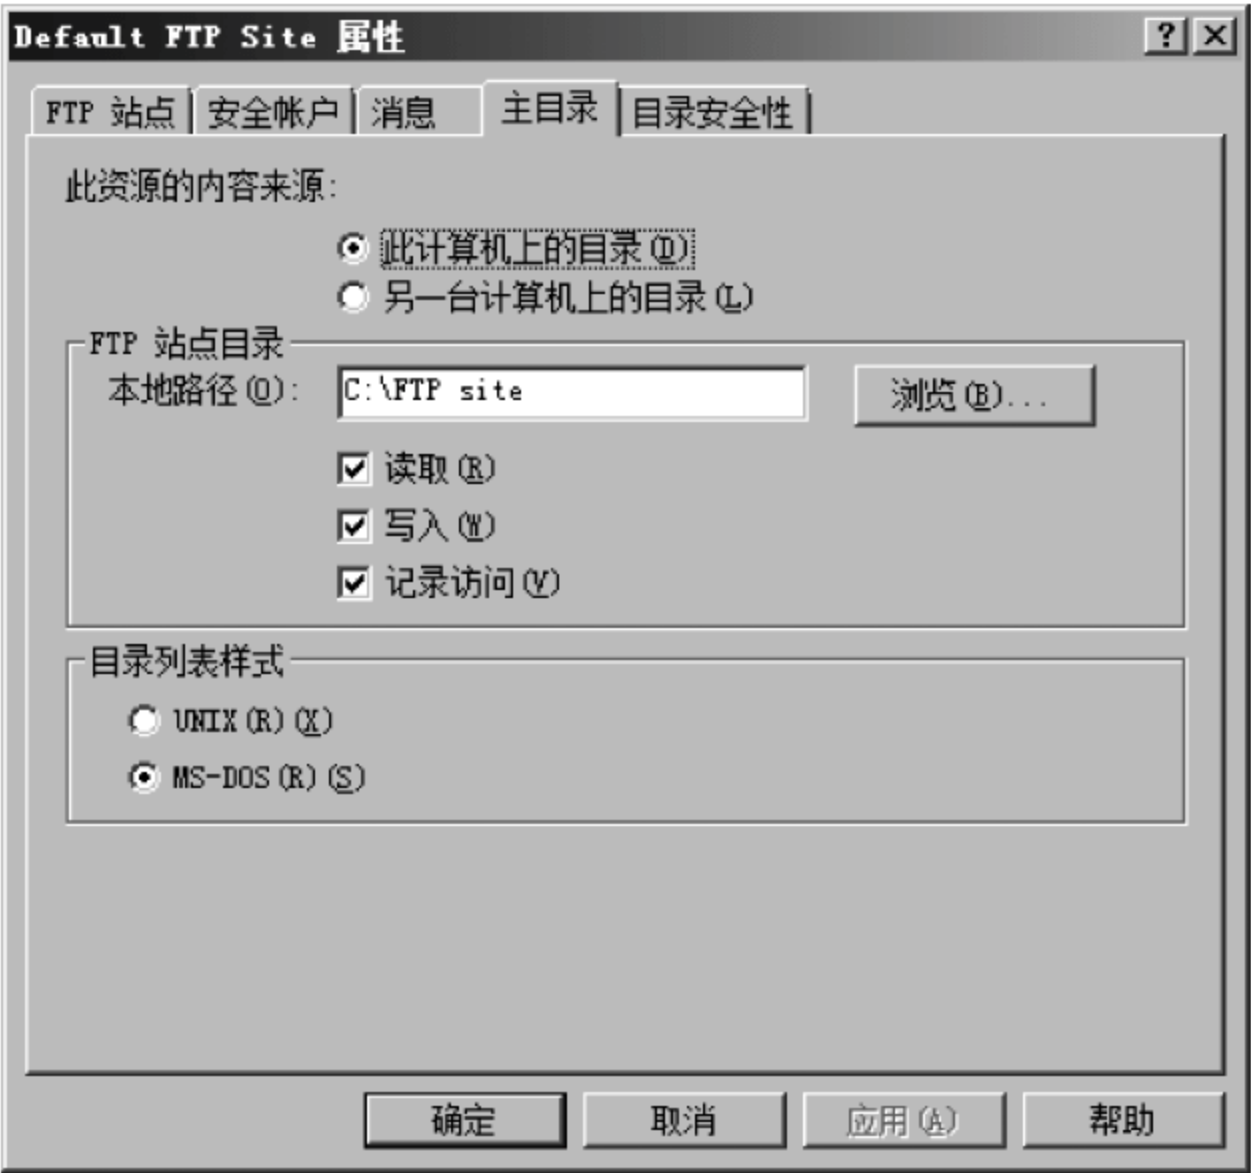 Default FTP Site 属性
FTP 站点 安全帐户 消息 主目录 目录安全性
此资源的内容来源:
此计算机上的目录(D)
另一台计算机上的目录(L)
FTP 站点目录
本地路径(O): C:\FTP site 浏览(B)...
读取(R)
写入(W)
记录访问(V)
目录列表样式
UNIX(R)(X)
MS-DOS(R)(S)
确定 取消 应用(A) 帮助